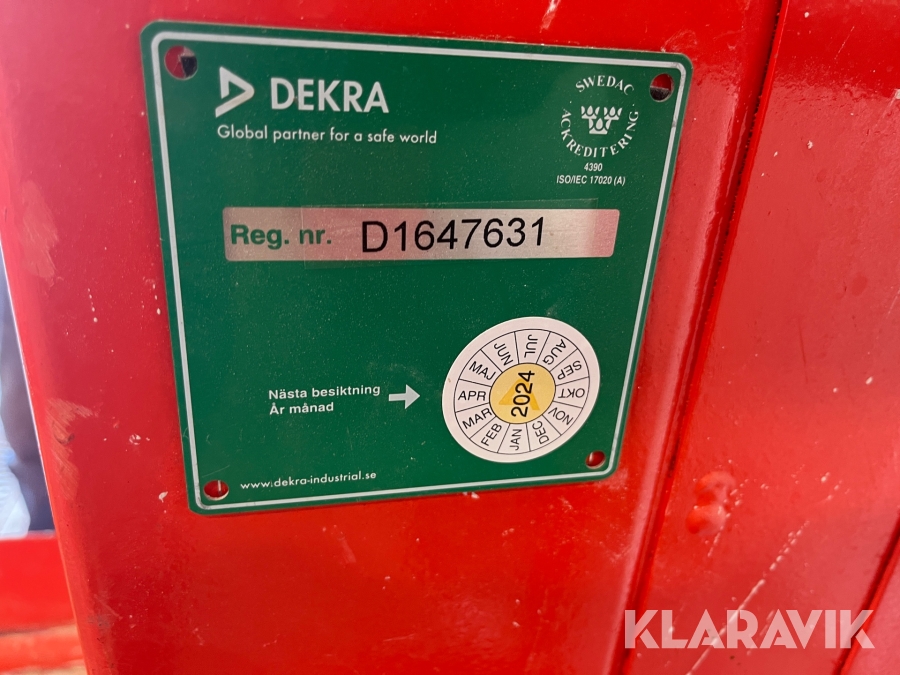 DEKRA
Global partner for a safe world
SWEDAC
ACKREDITERING
4390
ISO/IEC 17020 (A)
Reg. nr. D1647631
Nästa besiktning
År månad
JAN FEB MAR APR MAJ JUN JUL AUG SEP OKT NOV DEC
2024
www.dekra-industrial.se
KLARAVIK